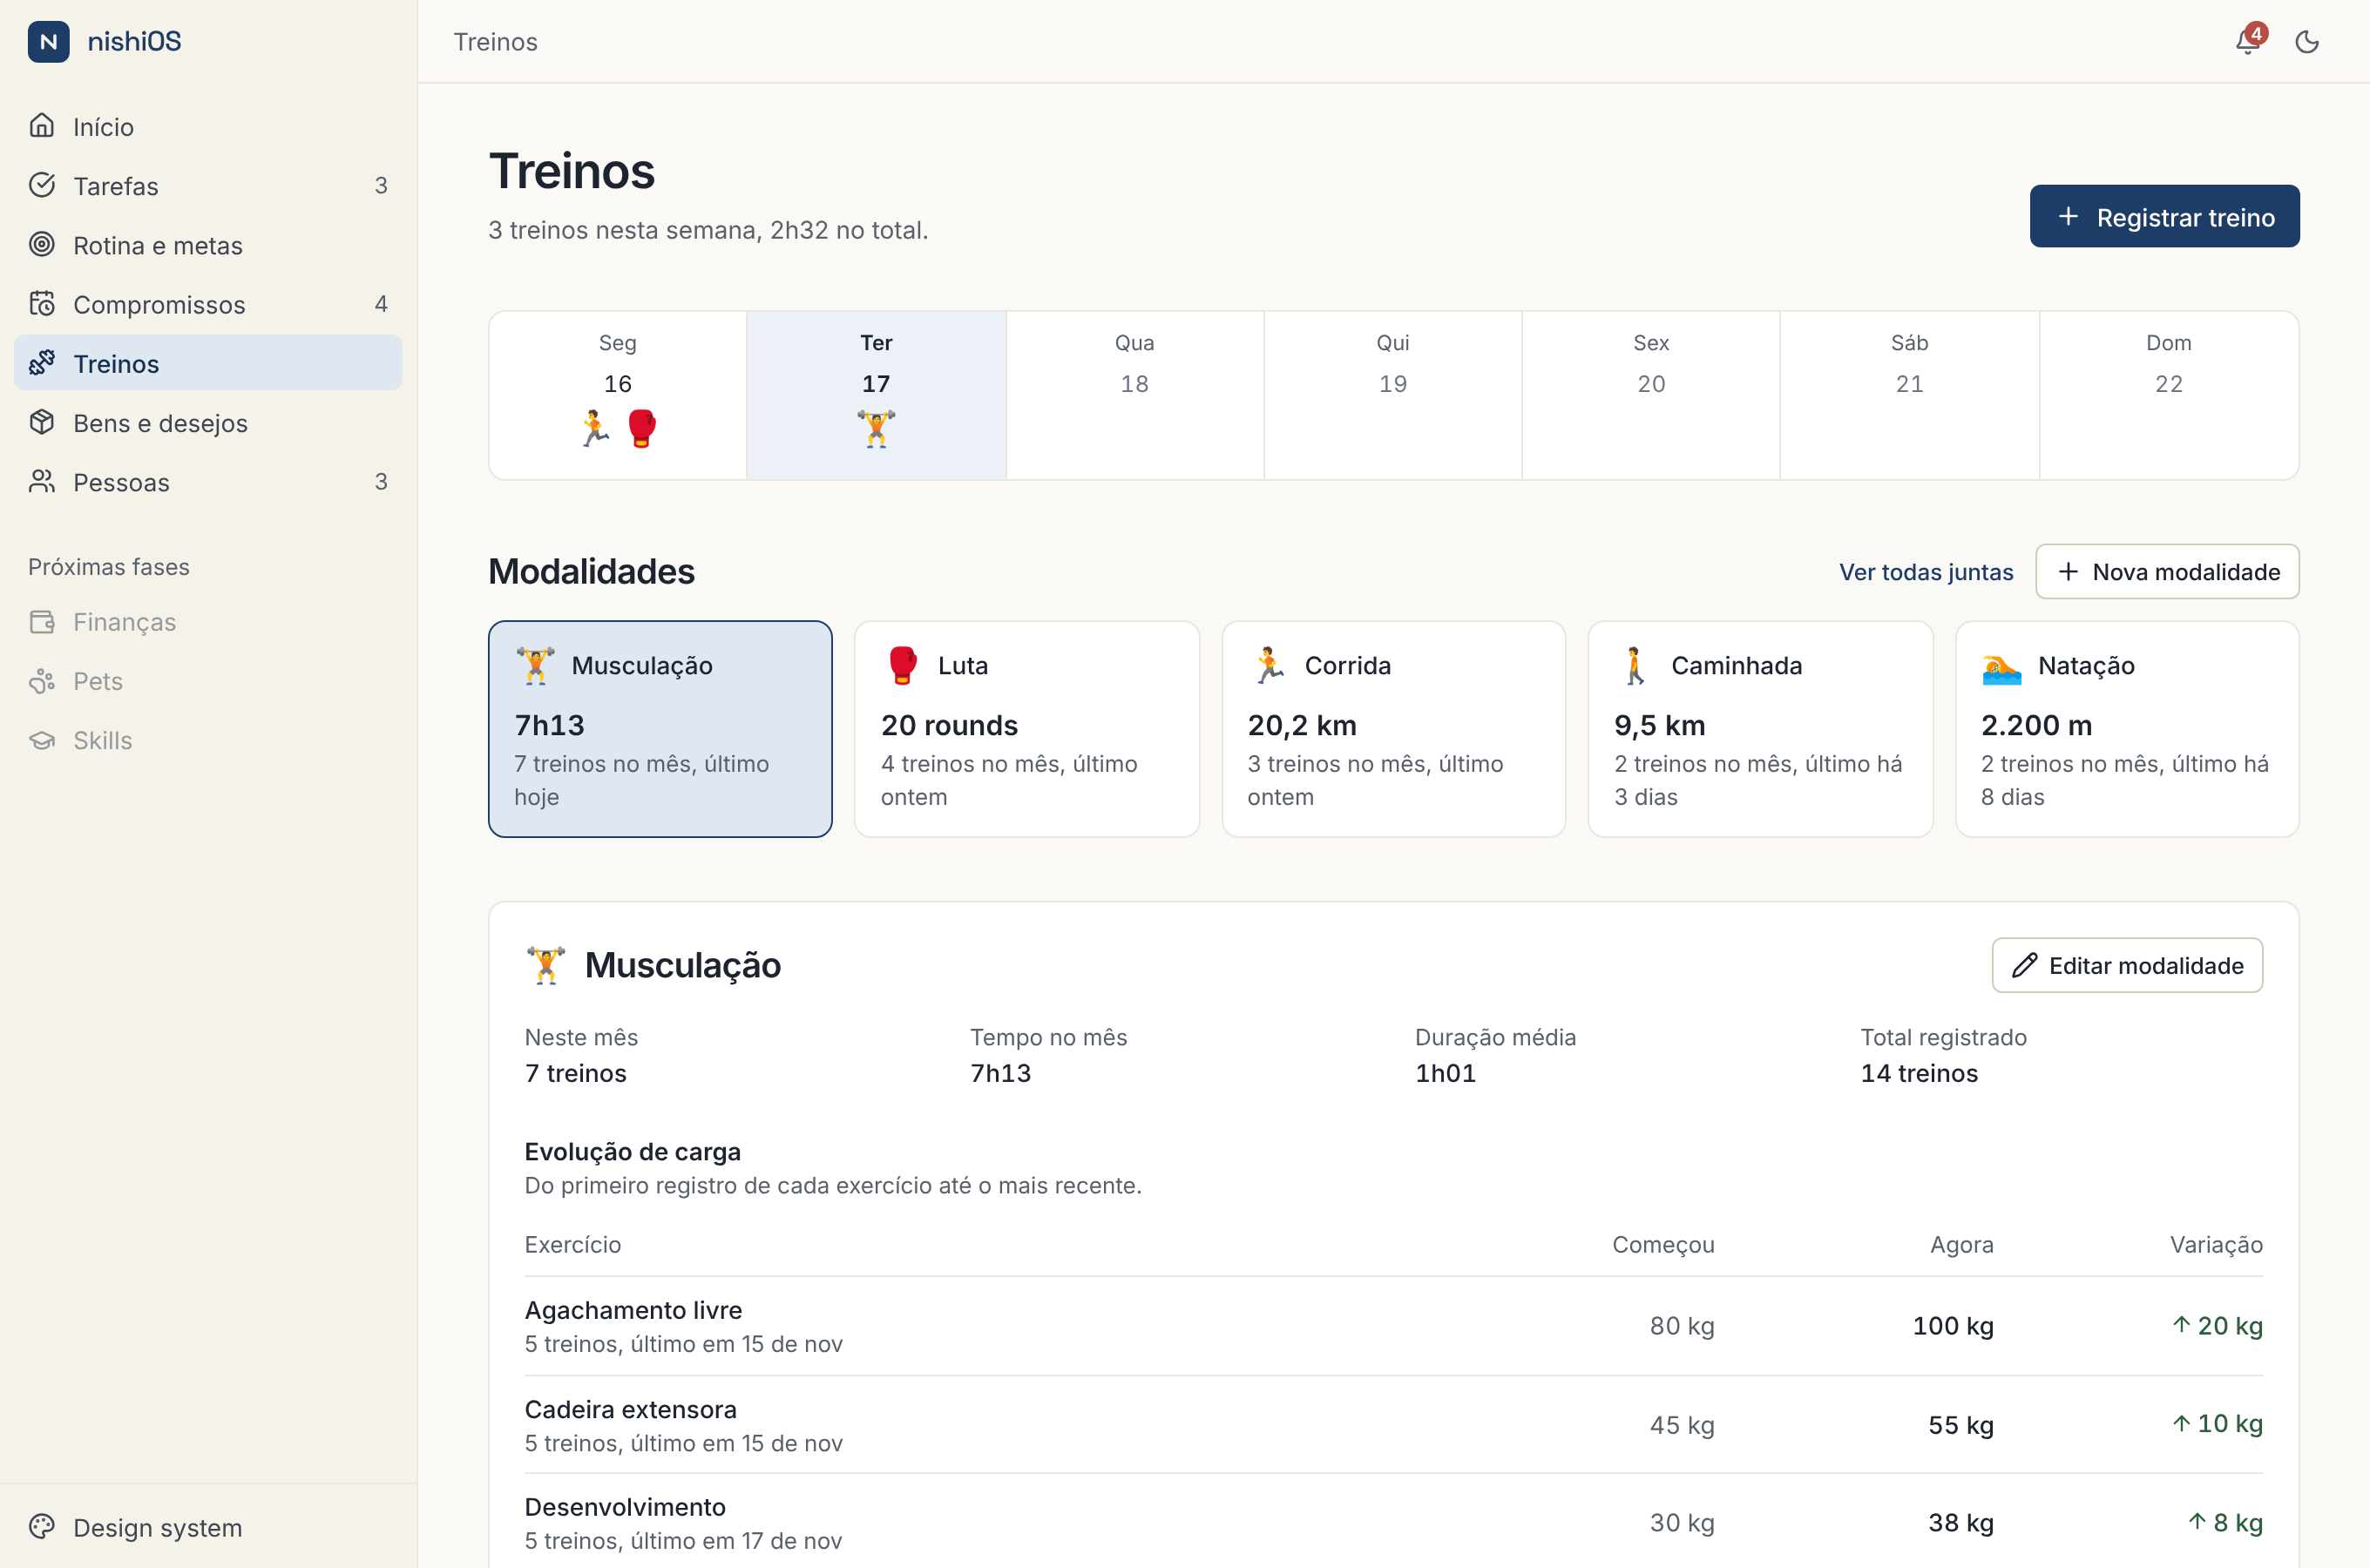 N nishiOS
Início
Tarefas 3
Rotina e metas
Compromissos 4
Treinos
Bens e desejos
Pessoas 3
Próximas fases
Finanças
Pets
Skills
Design system
Treinos
4
Treinos
3 treinos nesta semana, 2h32 no total.
+ Registrar treino
Seg Ter Qua Qui Sex Sáb Dom
16 17 18 19 20 21 22
Modalidades
Ver todas juntas
+ Nova modalidade
Musculação
7h13
7 treinos no mês, último
hoje
Luta
20 rounds
4 treinos no mês, último
ontem
Corrida
20,2 km
3 treinos no mês, último
ontem
Caminhada
9,5 km
2 treinos no mês, último há
3 dias
Natação
2.200 m
2 treinos no mês, último há
8 dias
Musculação
Editar modalidade
Neste mês
7 treinos
Tempo no mês
7h13
Duração média
1h01
Total registrado
14 treinos
Evolução de carga
Do primeiro registro de cada exercício até o mais recente.
Exercício Começou Agora Variação
Agachamento livre
5 treinos, último em 15 de nov
80 kg 100 kg ↑ 20 kg
Cadeira extensora
5 treinos, último em 15 de nov
45 kg 55 kg ↑ 10 kg
Desenvolvimento
5 treinos, último em 17 de nov
30 kg 38 kg ↑ 8 kg